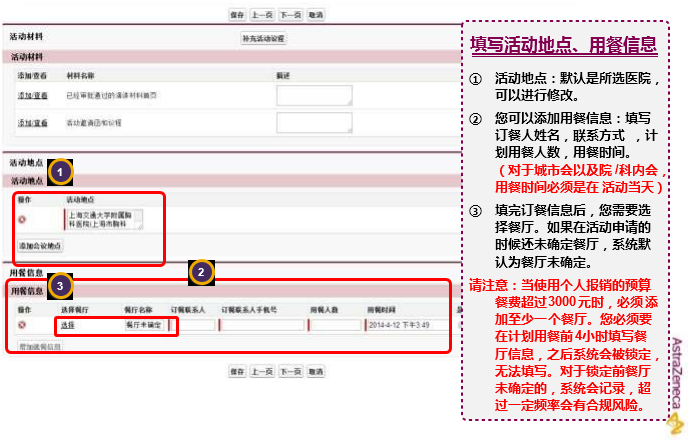 保存 上一页 下一页 取消
活动材料 补充活动议程
活动材料
添加/查看 材料名称 描述
添加/查看 已经审批通过的演讲材料首页
添加/查看 活动邀请函和议程
活动地点 1
活动地点
操作 活动地点
上海交通大学附属胸
科医院(上海市胸科
添加会议地点
用餐信息 2
用餐信息 3
操作 选择餐厅 餐厅名称 订餐联系人 订餐联系人手机号 用餐人数 用餐时间
选择 餐厅未确定 2014-4-12 下午3:49
增加就餐信息
保存 上一页 下一页 取消
填写活动地点、用餐信息
① 活动地点：默认是所选医院，
可以进行修改。
② 您可以添加用餐信息：填写
订餐人姓名，联系方式 ，计
划用餐人数，用餐时间。
（对于城市会以及院 /科内会，
用餐时间必须是在 活动当天）
③ 填完订餐信息后，您需要选
择餐厅。如果在活动申请的
时候还未确定餐厅，系统默
认为餐厅未确定。
请注意：当使用个人报销的预算
餐费超过3000元时，必须 添
加至少一个餐厅。您必须要
在计划用餐前4小时填写餐
厅信息，之后系统会被锁定，
无法填写。对于锁定前餐厅
未确定的，系统会记录，超
过一定频率会有合规风险。
AstraZeneca